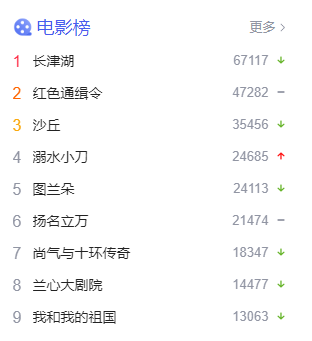 电影榜 更多
1 长津湖 67117
2 红色通缉令 47282
3 沙丘 35456
4 溺水小刀 24685
5 图兰朵 24113
6 扬名立万 21474
7 尚气与十环传奇 18347
8 兰心大剧院 14477
9 我和我的祖国 13063